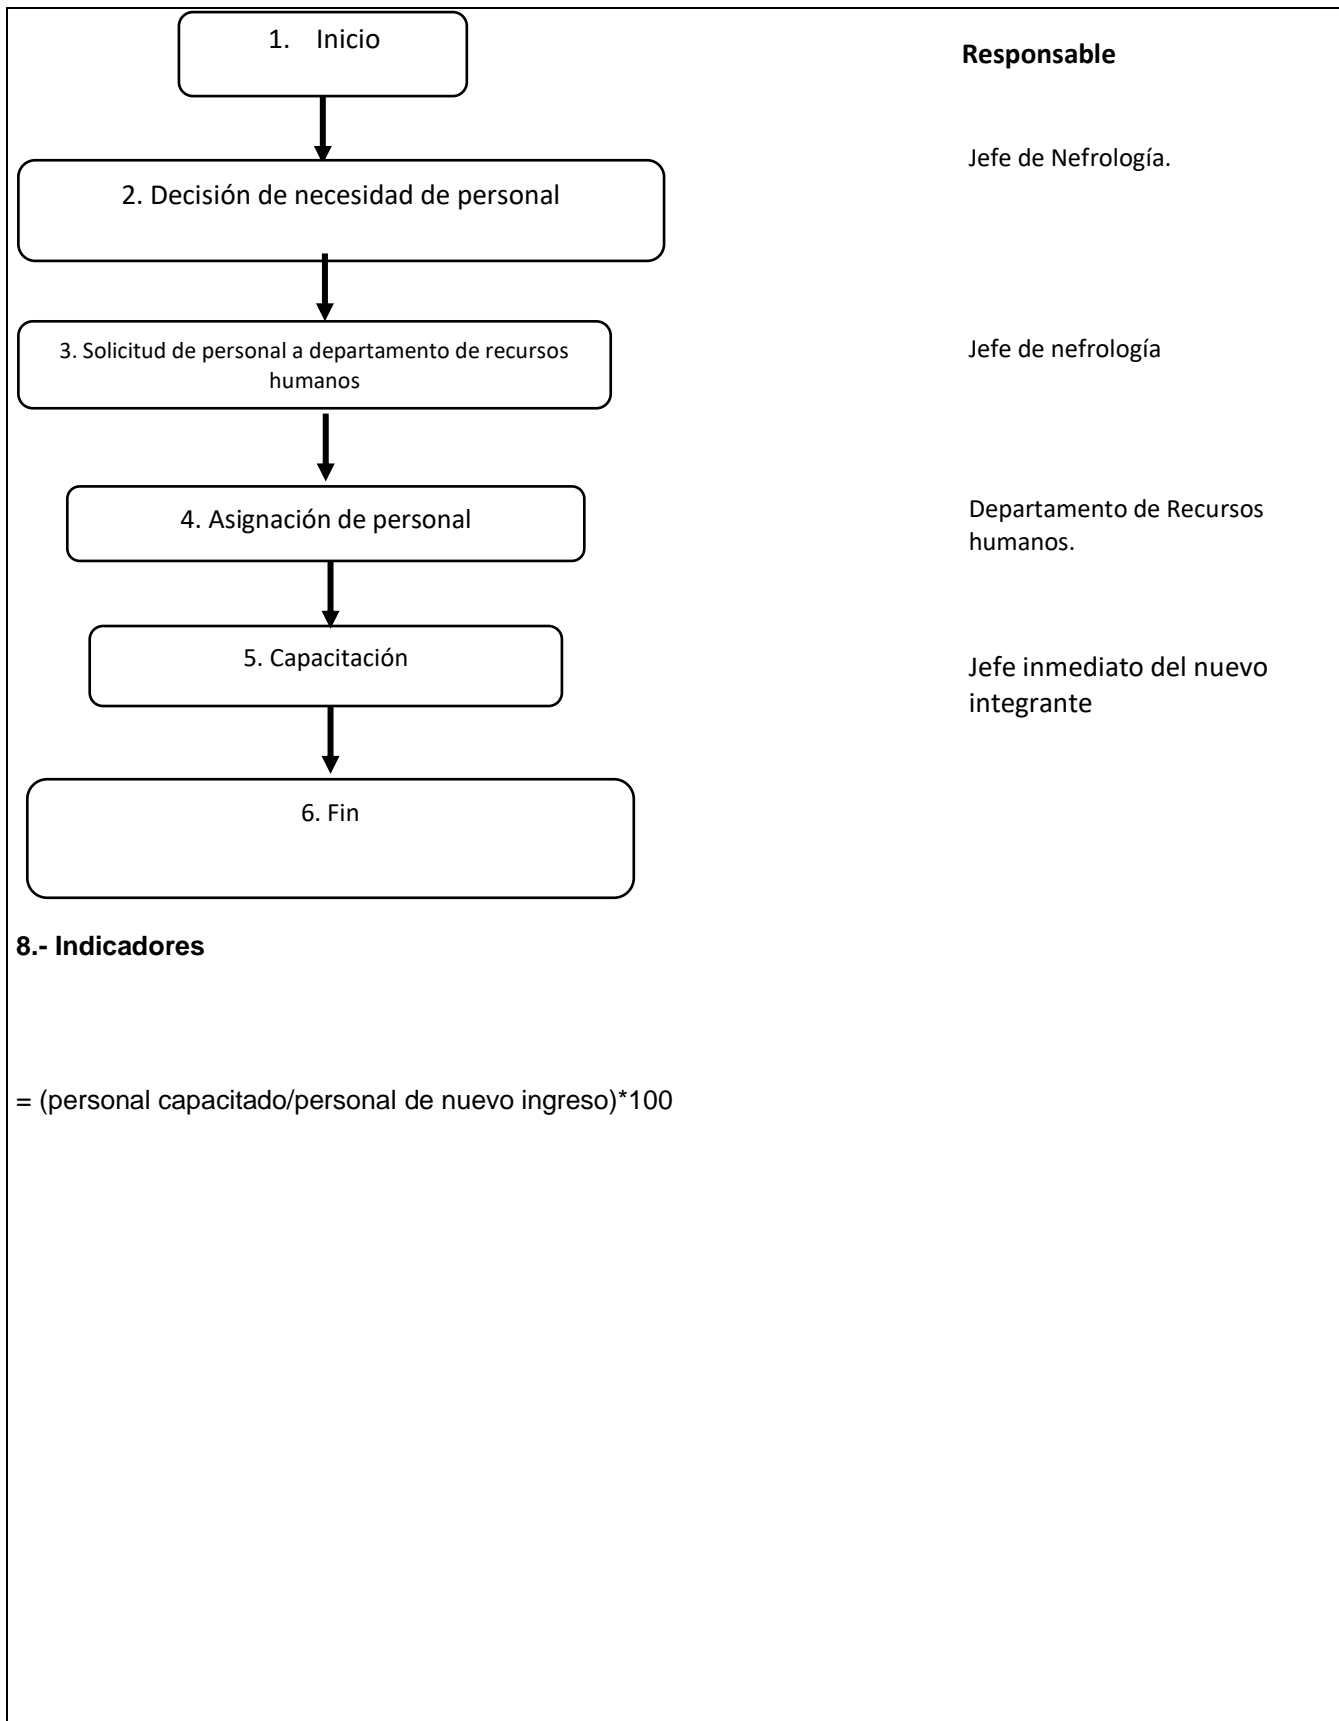 1. Inicio
Responsable
Jefe de Nefrología.
2. Decisión de necesidad de personal
3. Solicitud de personal a departamento de recursos
humanos
Jefe de nefrología
4. Asignación de personal
Departamento de Recursos
humanos.
5. Capacitación
Jefe inmediato del nuevo
integrante
6. Fin
8.- Indicadores
= (personal capacitado/personal de nuevo ingreso)*100